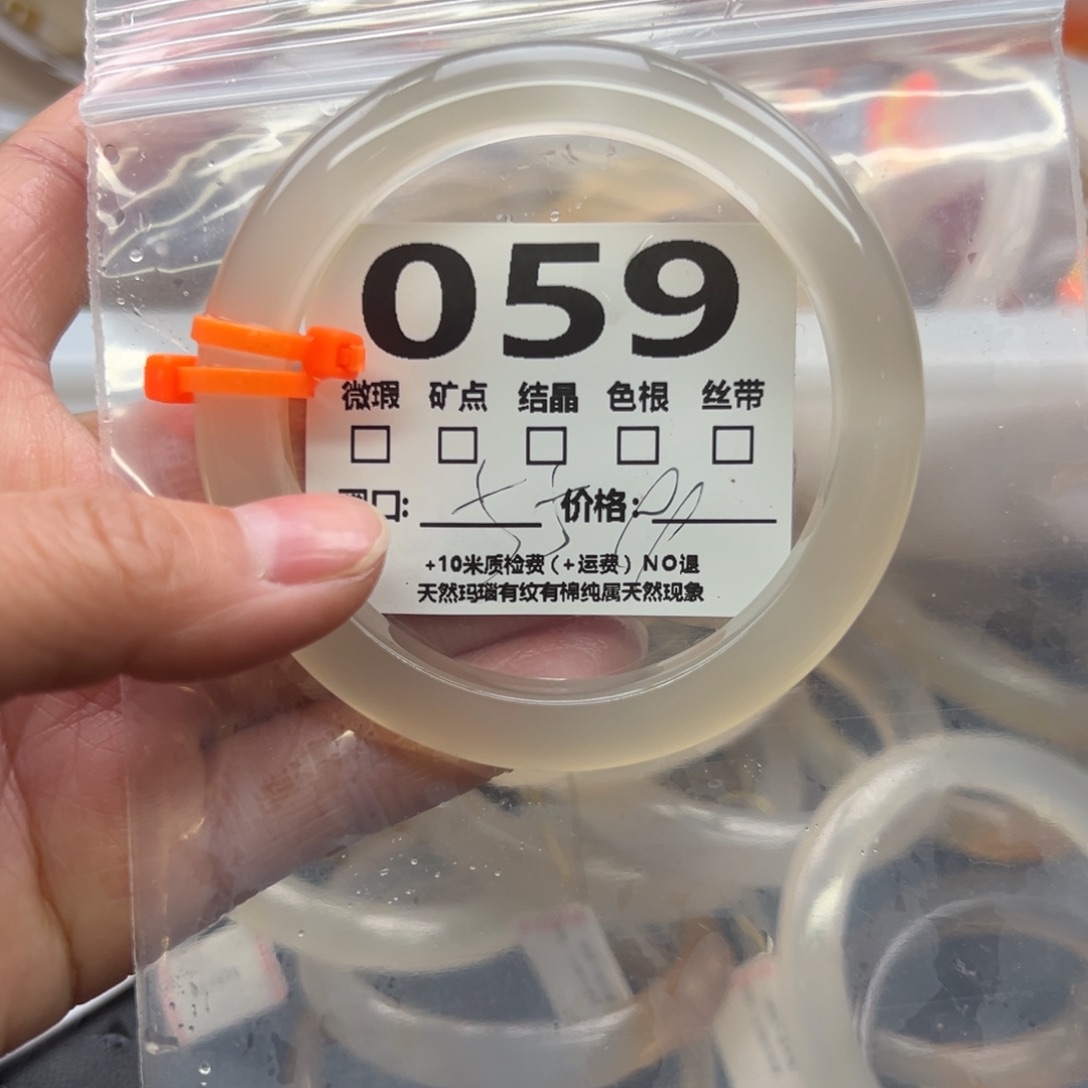 059
微瑕 矿点 结晶 色根 丝带
口: 价格:
+10米质检费(+运费) NO退
天然玛瑙有纹有棉纯属天然现象